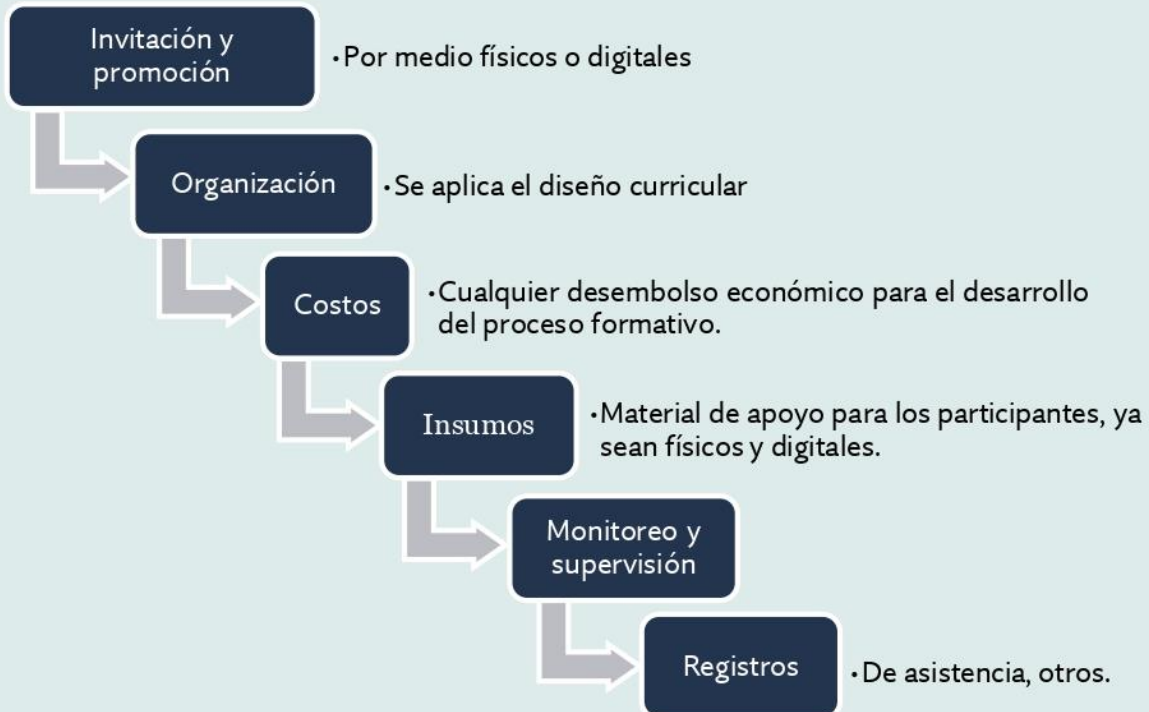 Invitación y
promoción
•Por medio físicos o digitales
Organización
•Se aplica el diseño curricular
Costos
•Cualquier desembolso económico para el desarrollo
del proceso formativo.
Insumos
•Material de apoyo para los participantes, ya
sean físicos y digitales.
Monitoreo y
supervisión
Registros
•De asistencia, otros.